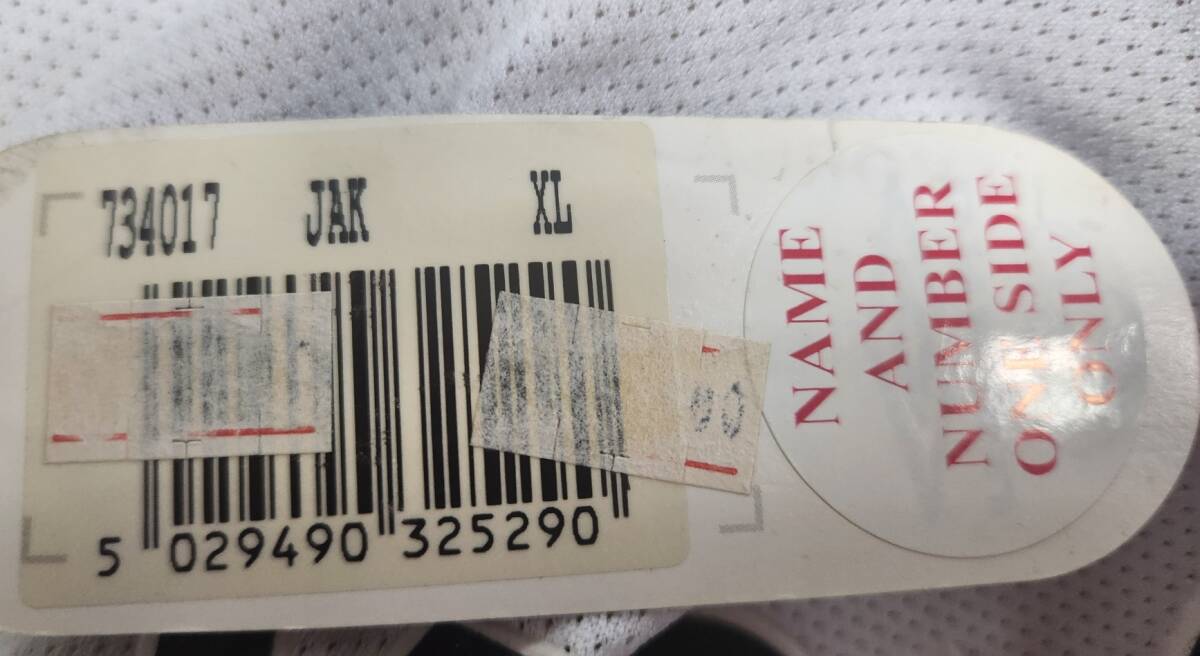 734017 JAK XL
5 029490 325290
NAME
AND
NUMBER
ONE SIDE
ONLY